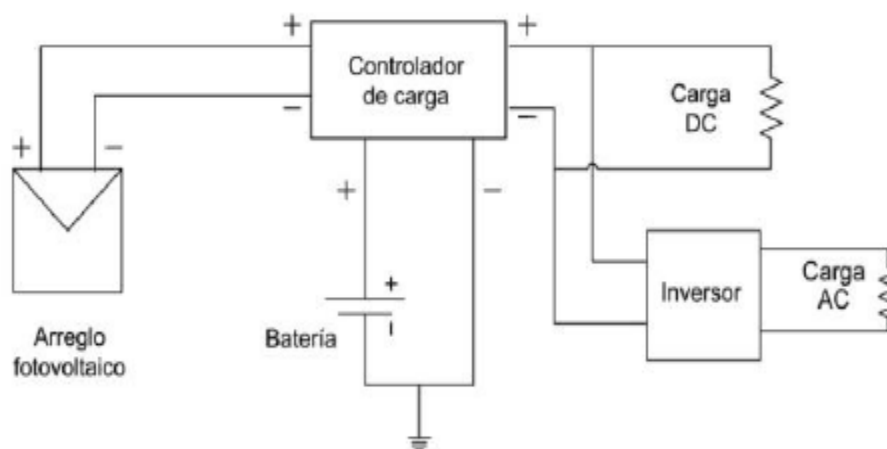 +
+
Controlador
de carga
Carga
DC
−
−
+
−
+
−
+
Inversor
Carga
AC
Batería
−
Arreglo
fotovoltaico